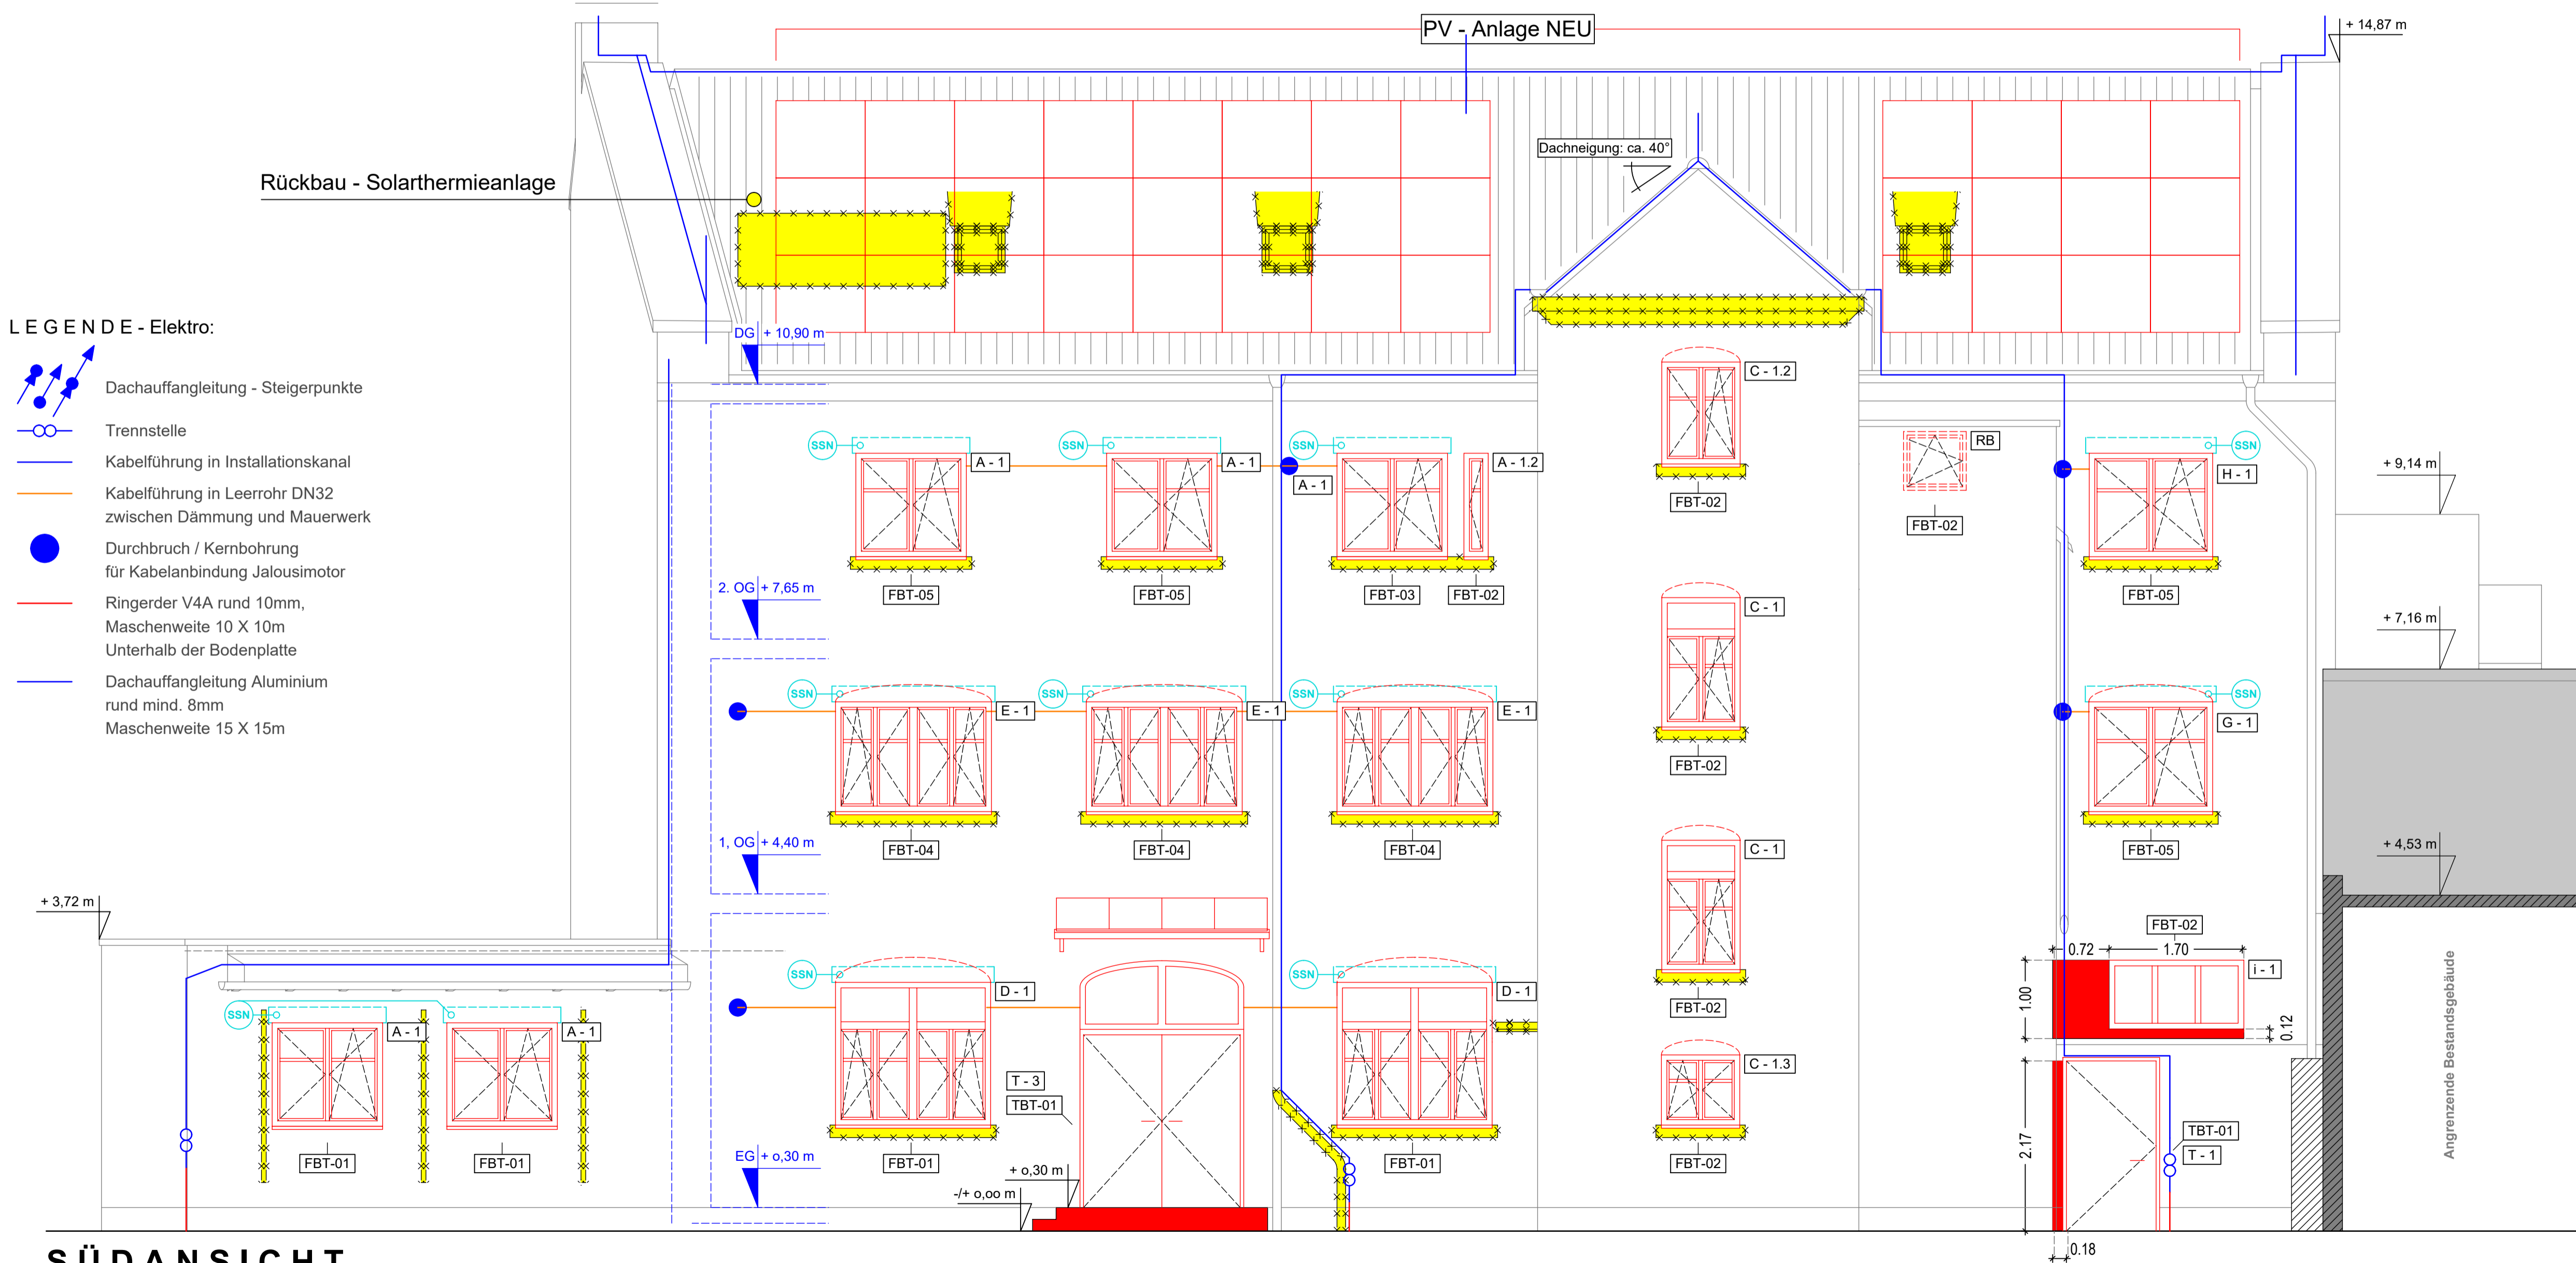 PV - Anlage NEU
+ 14,87 m
Dachneigung: ca. 40°
Rückbau - Solarthermieanlage
L E G E N D E - Elektro:
Dachauffangleitung - Steigerpunkte
Trennstelle
Kabelführung in Installationskanal
Kabelführung in Leerrohr DN32
zwischen Dämmung und Mauerwerk
Durchbruch / Kernbohrung
für Kabelanbindung Jalousimotor
Ringerder V4A rund 10mm,
Maschenweite 10 X 10m
Unterhalb der Bodenplatte
Dachauffangleitung Aluminium
rund mind. 8mm
Maschenweite 15 X 15m
DG + 10,90 m
C - 1.2
FBT-02
SSN
A - 1
SSN
A - 1
SSN
A - 1
A - 1.2
RB
FBT-02
SSN
H - 1
+ 9,14 m
FBT-05
FBT-05
FBT-03
FBT-02
FBT-05
2. OG + 7,65 m
C - 1
FBT-02
+ 7,16 m
SSN
E - 1
SSN
E - 1
SSN
E - 1
SSN
G - 1
FBT-04
FBT-04
FBT-04
FBT-05
1, OG + 4,40 m
C - 1
FBT-02
+ 4,53 m
+ 3,72 m
FBT-02
0.72
1.70
i - 1
1.00
0.12
SSN
D - 1
SSN
D - 1
SSN
A - 1
A - 1
FBT-01
FBT-01
T - 3
TBT-01
C - 1.3
FBT-02
FBT-01
FBT-01
EG + o,30 m
+ o,30 m
-/+ o,oo m
2.17
TBT-01
T - 1
0.18
Angrenzende Bestandsgebäude
SÜDANSICHT